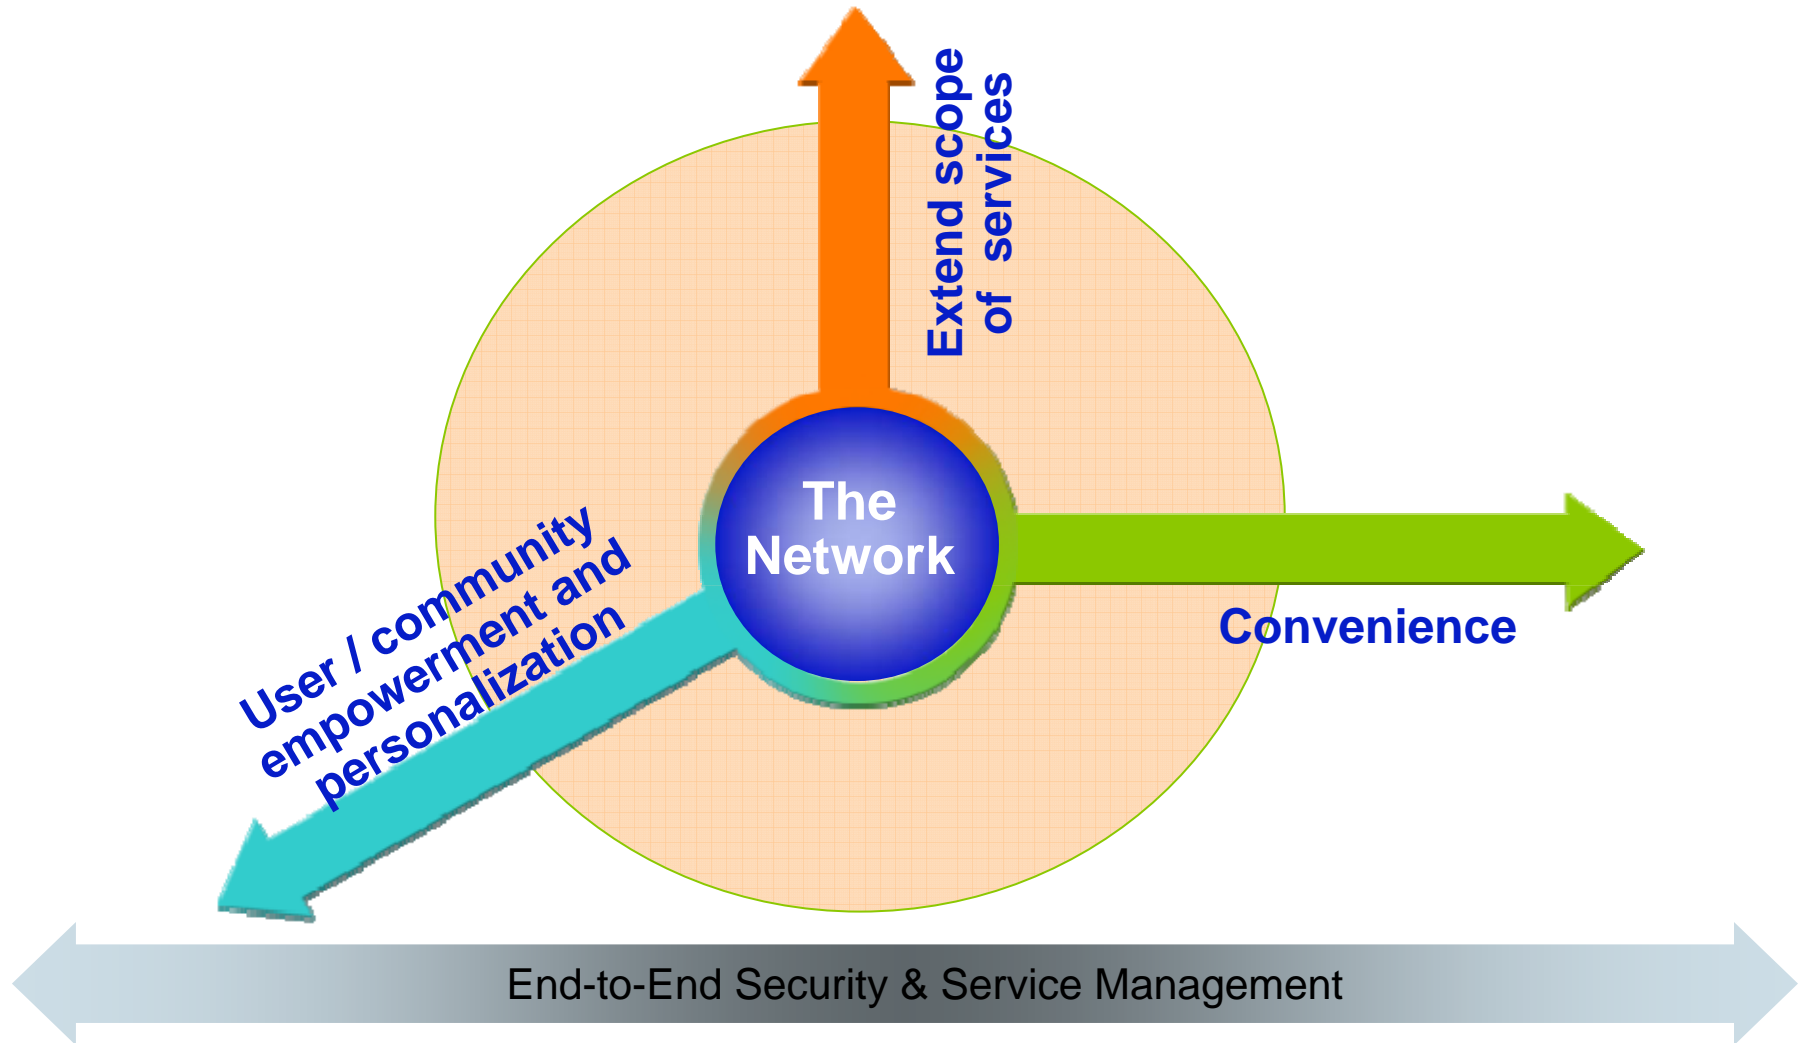 Extend scope
of services
The
Network
Convenience
User / community
empowerment and
personalization
End-to-End Security & Service Management